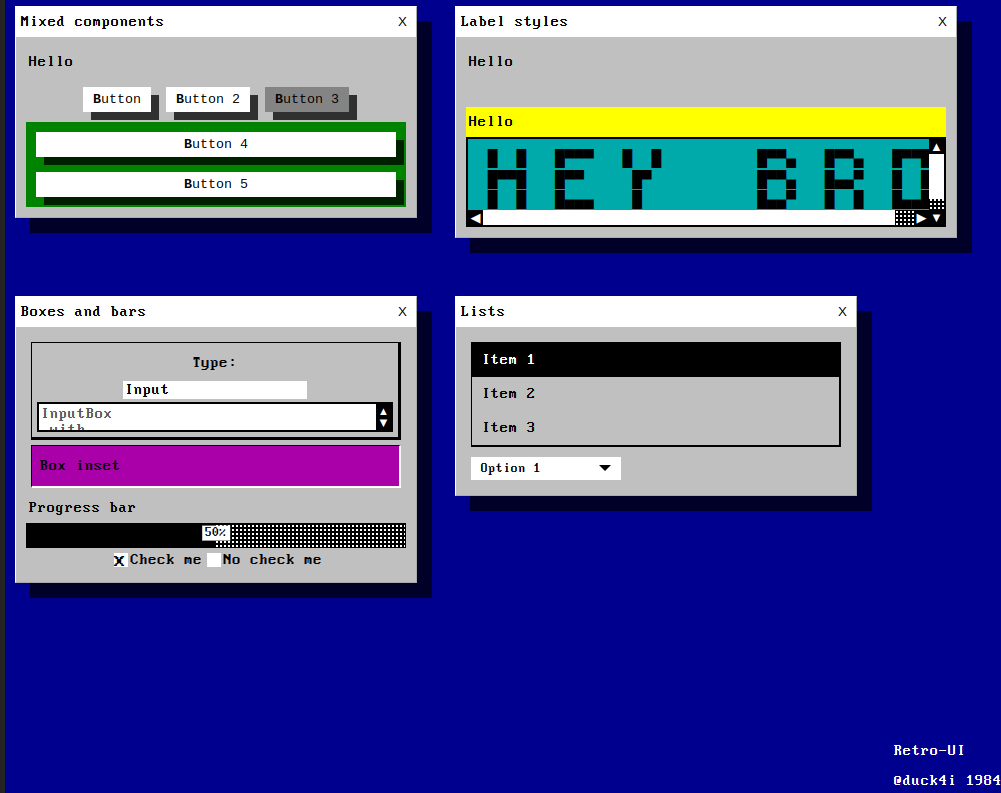 Mixed components X
Hello
Button Button 2 Button 3
Button 4
Button 5
Label styles X
Hello
Hello
HEY BRO
Boxes and bars X
Type:
Input
InputBox
with
Box inset
Progress bar
50%
X Check me No check me
Lists X
Item 1
Item 2
Item 3
Option 1
Retro-UI
@duck4i 1984